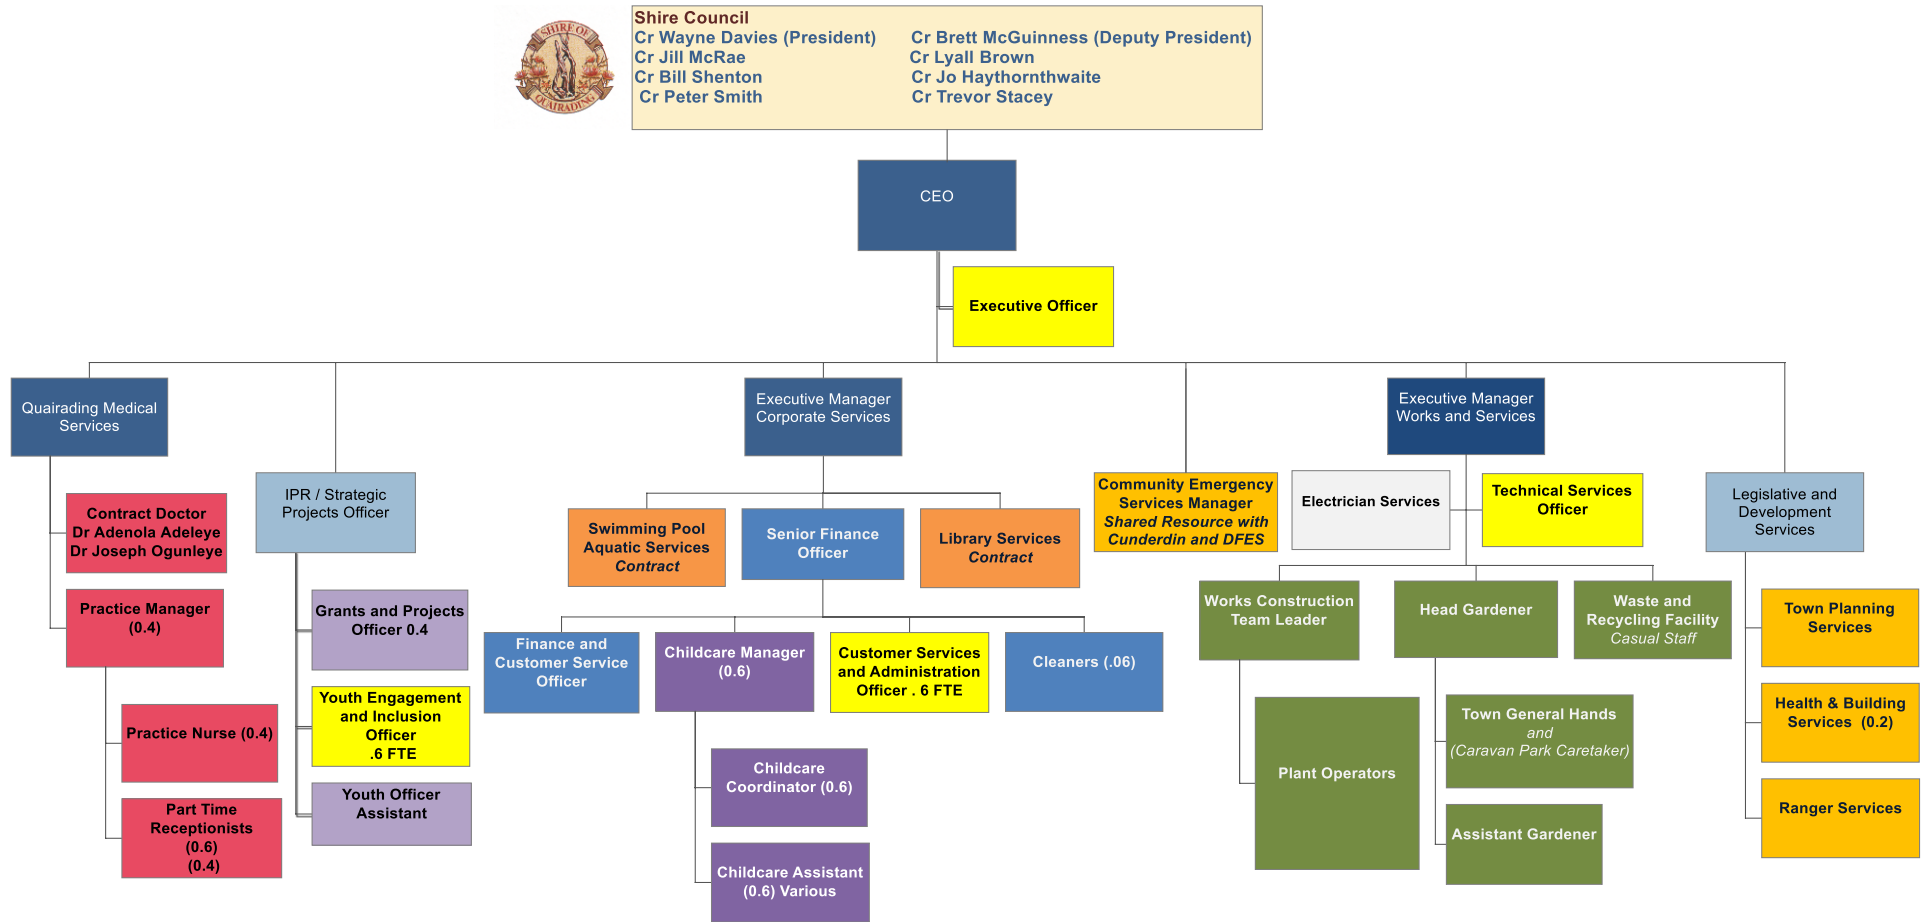 SHIRE OF
QUAIRADING
Shire Council
Cr Wayne Davies (President) Cr Brett McGuinness (Deputy President)
Cr Jill McRae Cr Lyall Brown
Cr Bill Shenton Cr Jo Haythornthwaite
Cr Peter Smith Cr Trevor Stacey
CEO
Executive Officer
Quairading Medical
Services
Contract Doctor
Dr Adenola Adeleye
Dr Joseph Ogunleye
Practice Manager
(0.4)
Practice Nurse (0.4)
Part Time
Receptionists
(0.6)
(0.4)
IPR / Strategic
Projects Officer
Grants and Projects
Officer 0.4
Youth Engagement
and Inclusion
Officer
.6 FTE
Youth Officer
Assistant
Executive Manager
Corporate Services
Swimming Pool
Aquatic Services
Contract
Senior Finance
Officer
Library Services
Contract
Finance and
Customer Service
Officer
Childcare Manager
(0.6)
Customer Services
and Administration
Officer . 6 FTE
Cleaners (.06)
Childcare
Coordinator (0.6)
Childcare Assistant
(0.6) Various
Community Emergency
Services Manager
Shared Resource with
Cunderdin and DFES
Executive Manager
Works and Services
Electrician Services
Technical Services
Officer
Works Construction
Team Leader
Head Gardener
Waste and
Recycling Facility
Casual Staff
Plant Operators
Town General Hands
and
(Caravan Park Caretaker)
Assistant Gardener
Legislative and
Development
Services
Town Planning
Services
Health & Building
Services (0.2)
Ranger Services